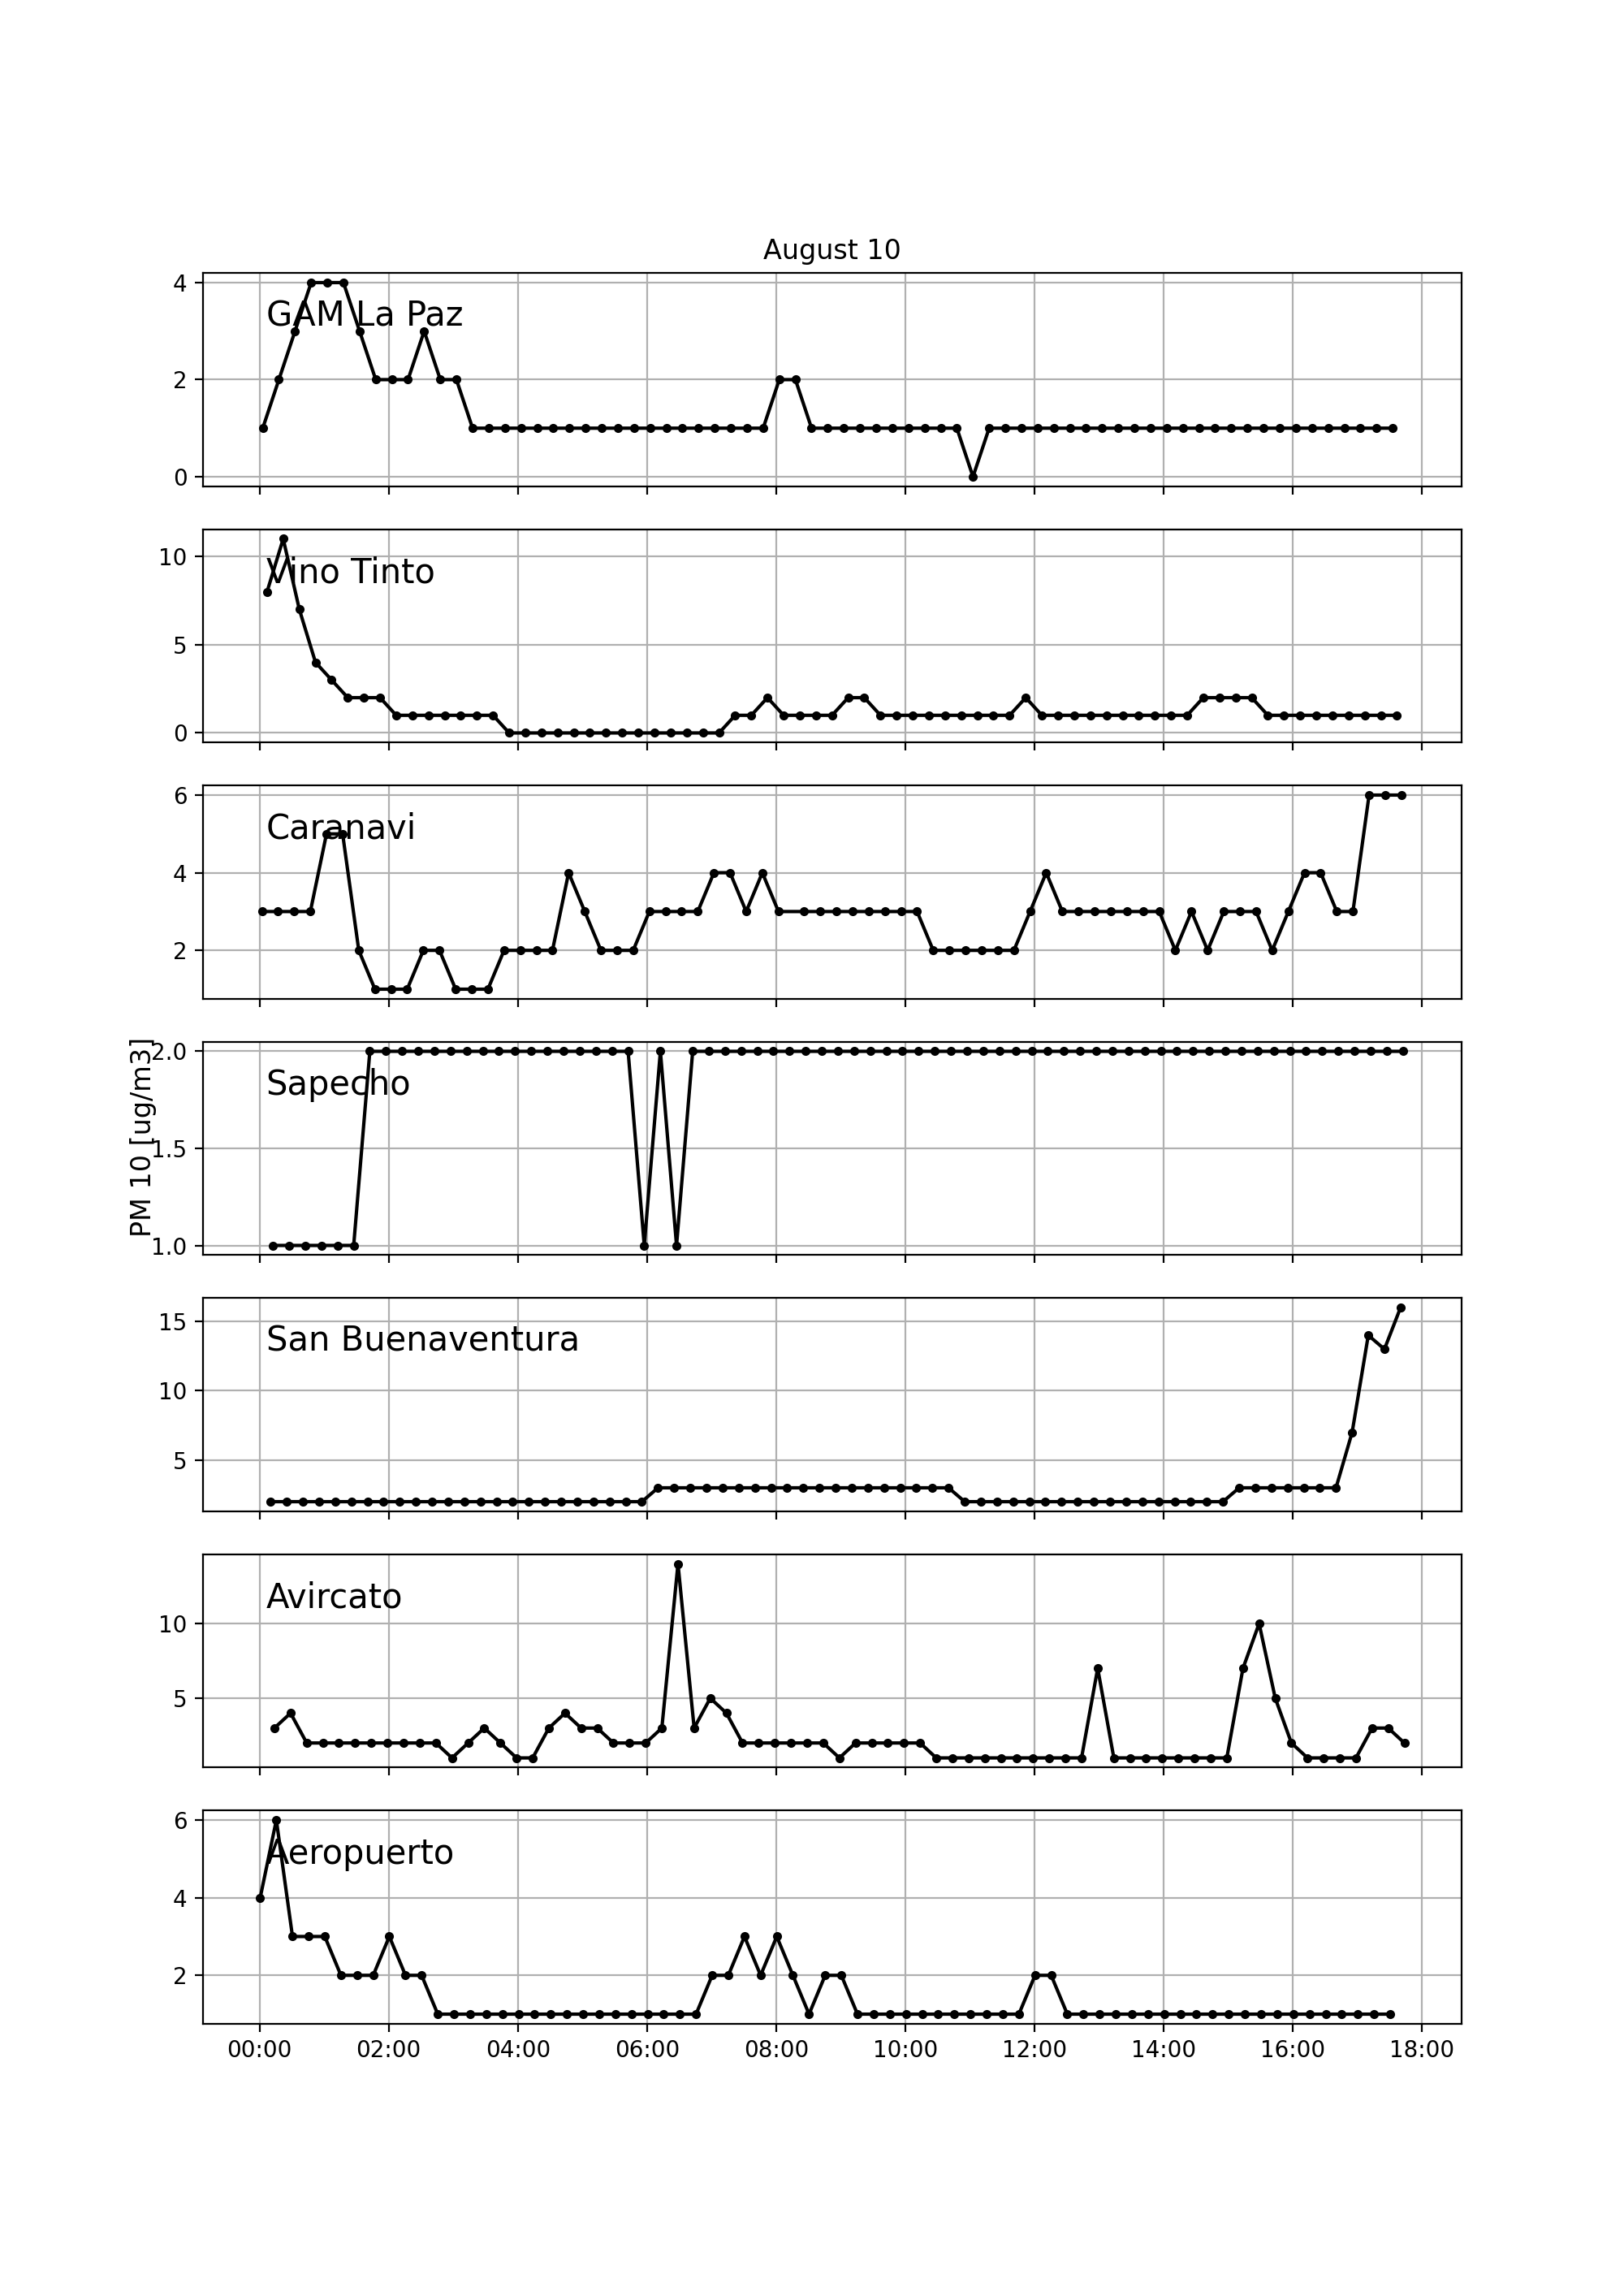 August 10
4
GAM La Paz
2
0
10
Vino Tinto
5
0
6
Caranavi
4
2
PM 10 [ug/m3]
2.0
Sapecho
1.5
1.0
15
San Buenaventura
10
5
Avircato
10
5
6
Aeropuerto
4
2
00:00 02:00 04:00 06:00 08:00 10:00 12:00 14:00 16:00 18:00